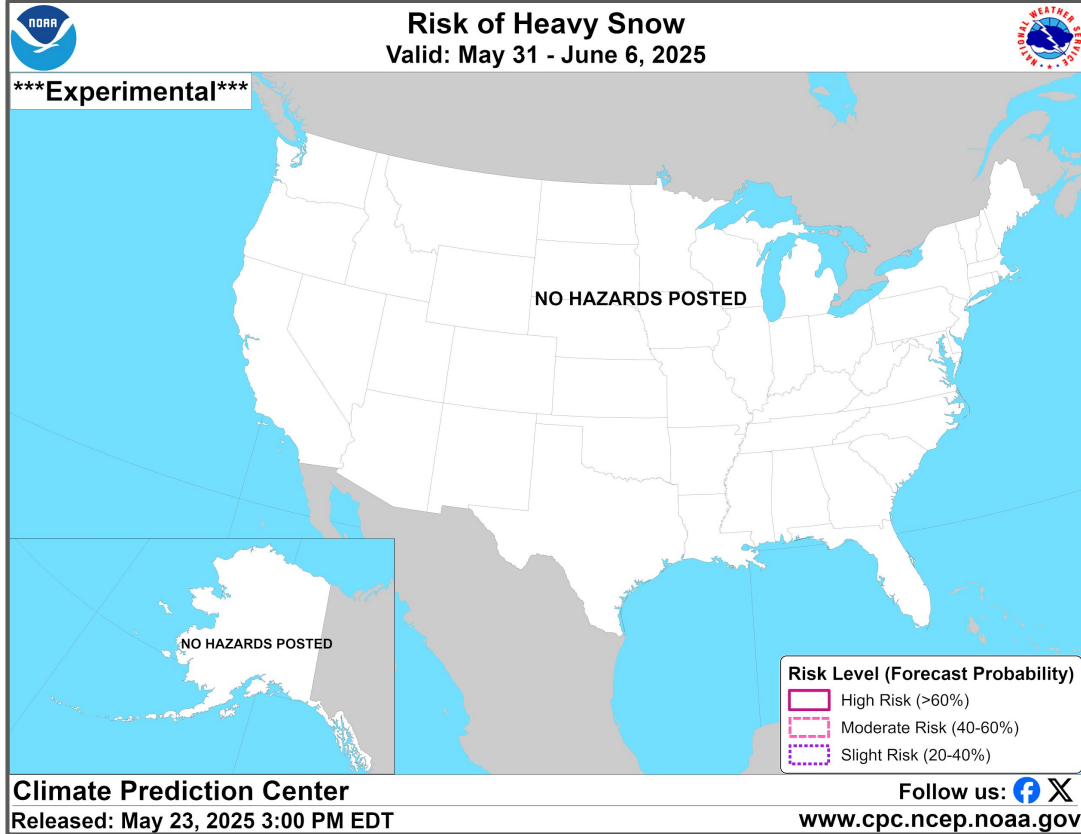 NOAA
Risk of Heavy Snow
Valid: May 31 - June 6, 2025
NATIONAL WEATHER SERVICE
***Experimental***
NO HAZARDS POSTED
NO HAZARDS POSTED
Risk Level (Forecast Probability)
High Risk (>60%)
Moderate Risk (40-60%)
Slight Risk (20-40%)
Climate Prediction Center
Follow us:
Released: May 23, 2025 3:00 PM EDT
www.cpc.ncep.noaa.gov